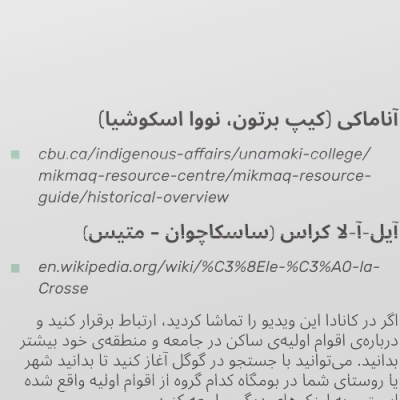 آناماکی (کیپ برتون، نووا اسکوشیا)
cbu.ca/indigenous-affairs/unamaki-college/
mikmaq-resource-centre/mikmaq-resource-
guide/historical-overview
آیل-آ-لا کراس (ساسکاچوان - متیس)
en.wikipedia.org/wiki/%C3%8Ele-%C3%A0-la-
Crosse
اگر در کانادا این ویدیو را تماشا کردید، ارتباط برقرار کنید و
درباره‌ی اقوام اولیه‌ی ساکن در جامعه و منطقه‌ی خود بیشتر
بدانید. می‌توانید با جستجو در گوگل آغاز کنید تا بدانید شهر
یا روستای شما در بومگاه کدام گروه از اقوام اولیه واقع شده